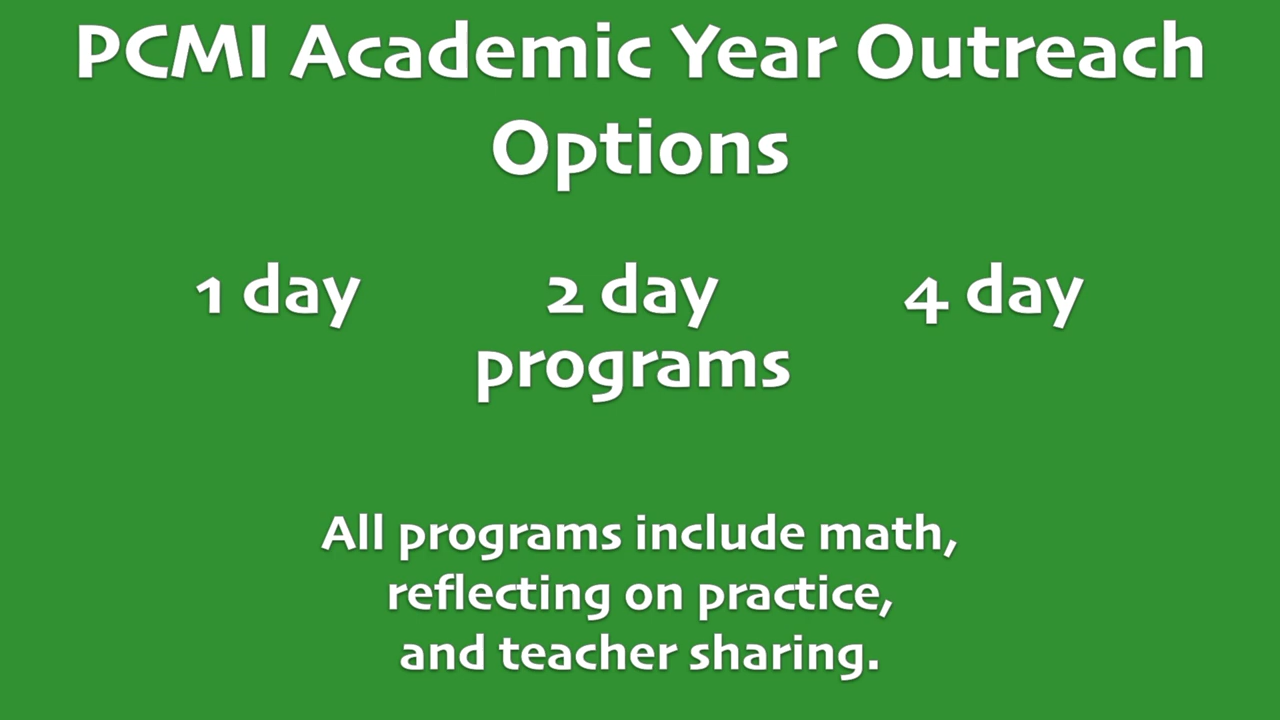 PCMI Academic Year Outreach
Options
1 day 2 day 4 day
programs
All programs include math,
reflecting on practice,
and teacher sharing.